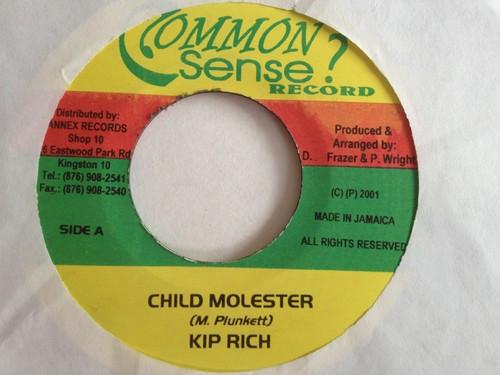 COMMON?
Sense
RECORD
Distributed by:
ANNEX RECORDS
Shop 10
6 Eastwood Park Rd
Kingston 10
Tel.: (876) 908-2541
Fax.: (876) 908-2540
SIDE A
Produced &
Arranged by:
D. Frazer & P. Wright
(C) (P) 2001
MADE IN JAMAICA
ALL RIGHTS RESERVED
CHILD MOLESTER
(M. Plunkett)
KIP RICH